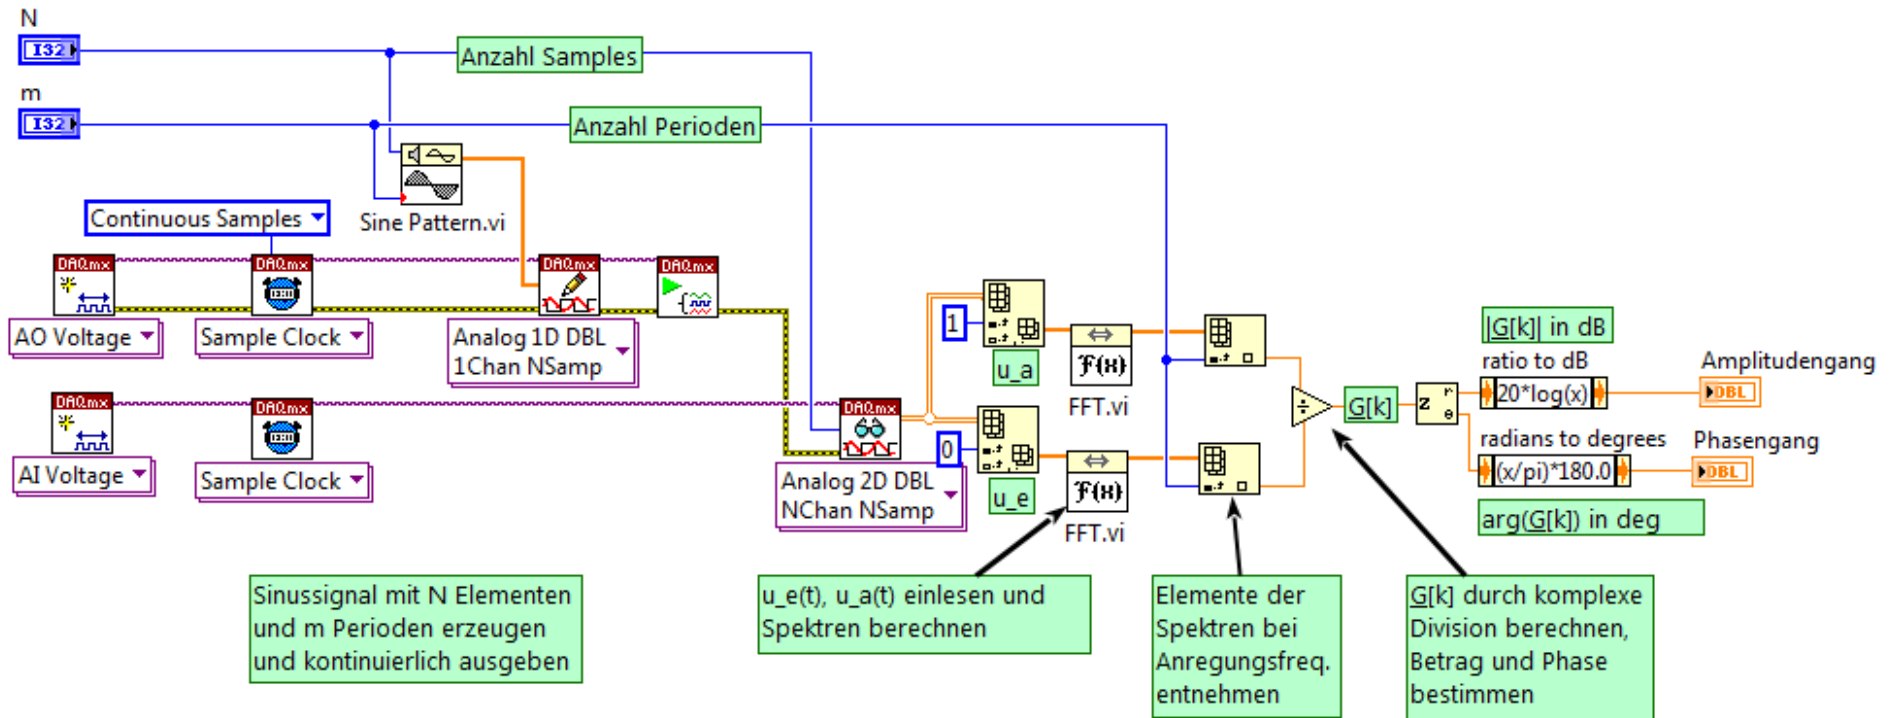 N
I32
Anzahl Samples
m
I32
Anzahl Perioden
Continuous Samples
Sine Pattern.vi
DAQmx
DAQmx
DAQmx
DAQmx
AO Voltage
Sample Clock
Analog 1D DBL
1Chan NSamp
DAQmx
DAQmx
DAQmx
AI Voltage
Sample Clock
Analog 2D DBL
NChan NSamp
1
u_a
F(x)
FFT.vi
0
u_e
F(x)
FFT.vi
÷
G[k]
z
r
θ
|G[k]| in dB
ratio to dB
20*log(x)
Amplitudengang
DBL
radians to degrees
(x/pi)*180.0
Phasengang
DBL
arg(G[k]) in deg
Sinussignal mit N Elementen
und m Perioden erzeugen
und kontinuierlich ausgeben
u_e(t), u_a(t) einlesen und
Spektren berechnen
Elemente der
Spektren bei
Anregungsfreq.
entnehmen
G[k] durch komplexe
Division berechnen,
Betrag und Phase
bestimmen